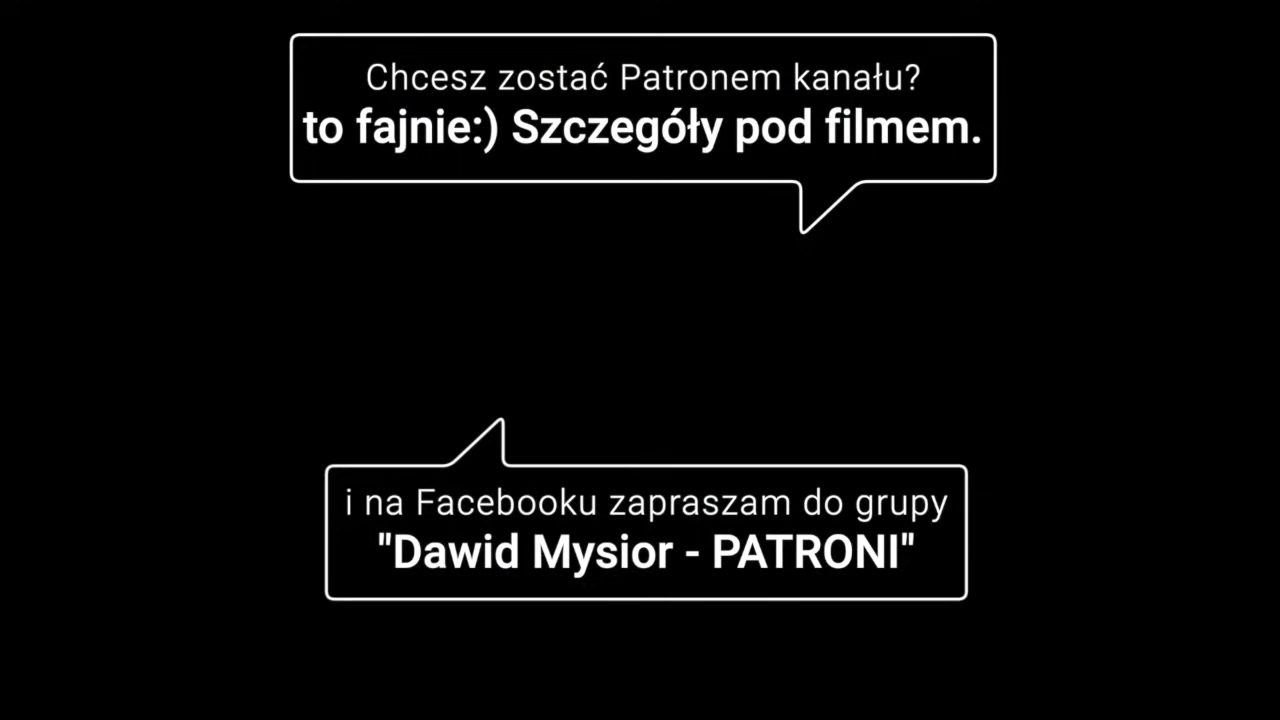 Chcesz zostać Patronem kanału?
to fajnie:) Szczegóły pod filmem.
i na Facebooku zapraszam do grupy
"Dawid Mysior - PATRONI"